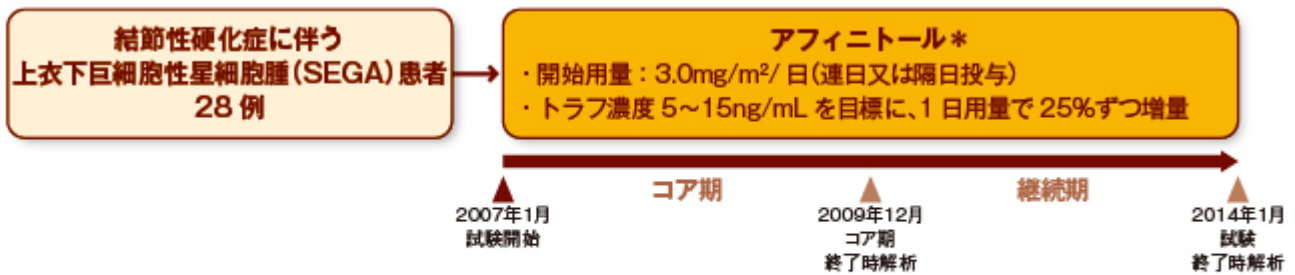 結節性硬化症に伴う
上衣下巨細胞性星細胞腫(SEGA)患者
28例
アフィニトール＊
・開始用量：3.0mg/m²/日(連日又は隔日投与)
・トラフ濃度5～15ng/mLを目標に、1日用量で25%ずつ増量
コア期
継続期
2007年1月
試験開始
2009年12月
コア期
終了時解析
2014年1月
試験
終了時解析